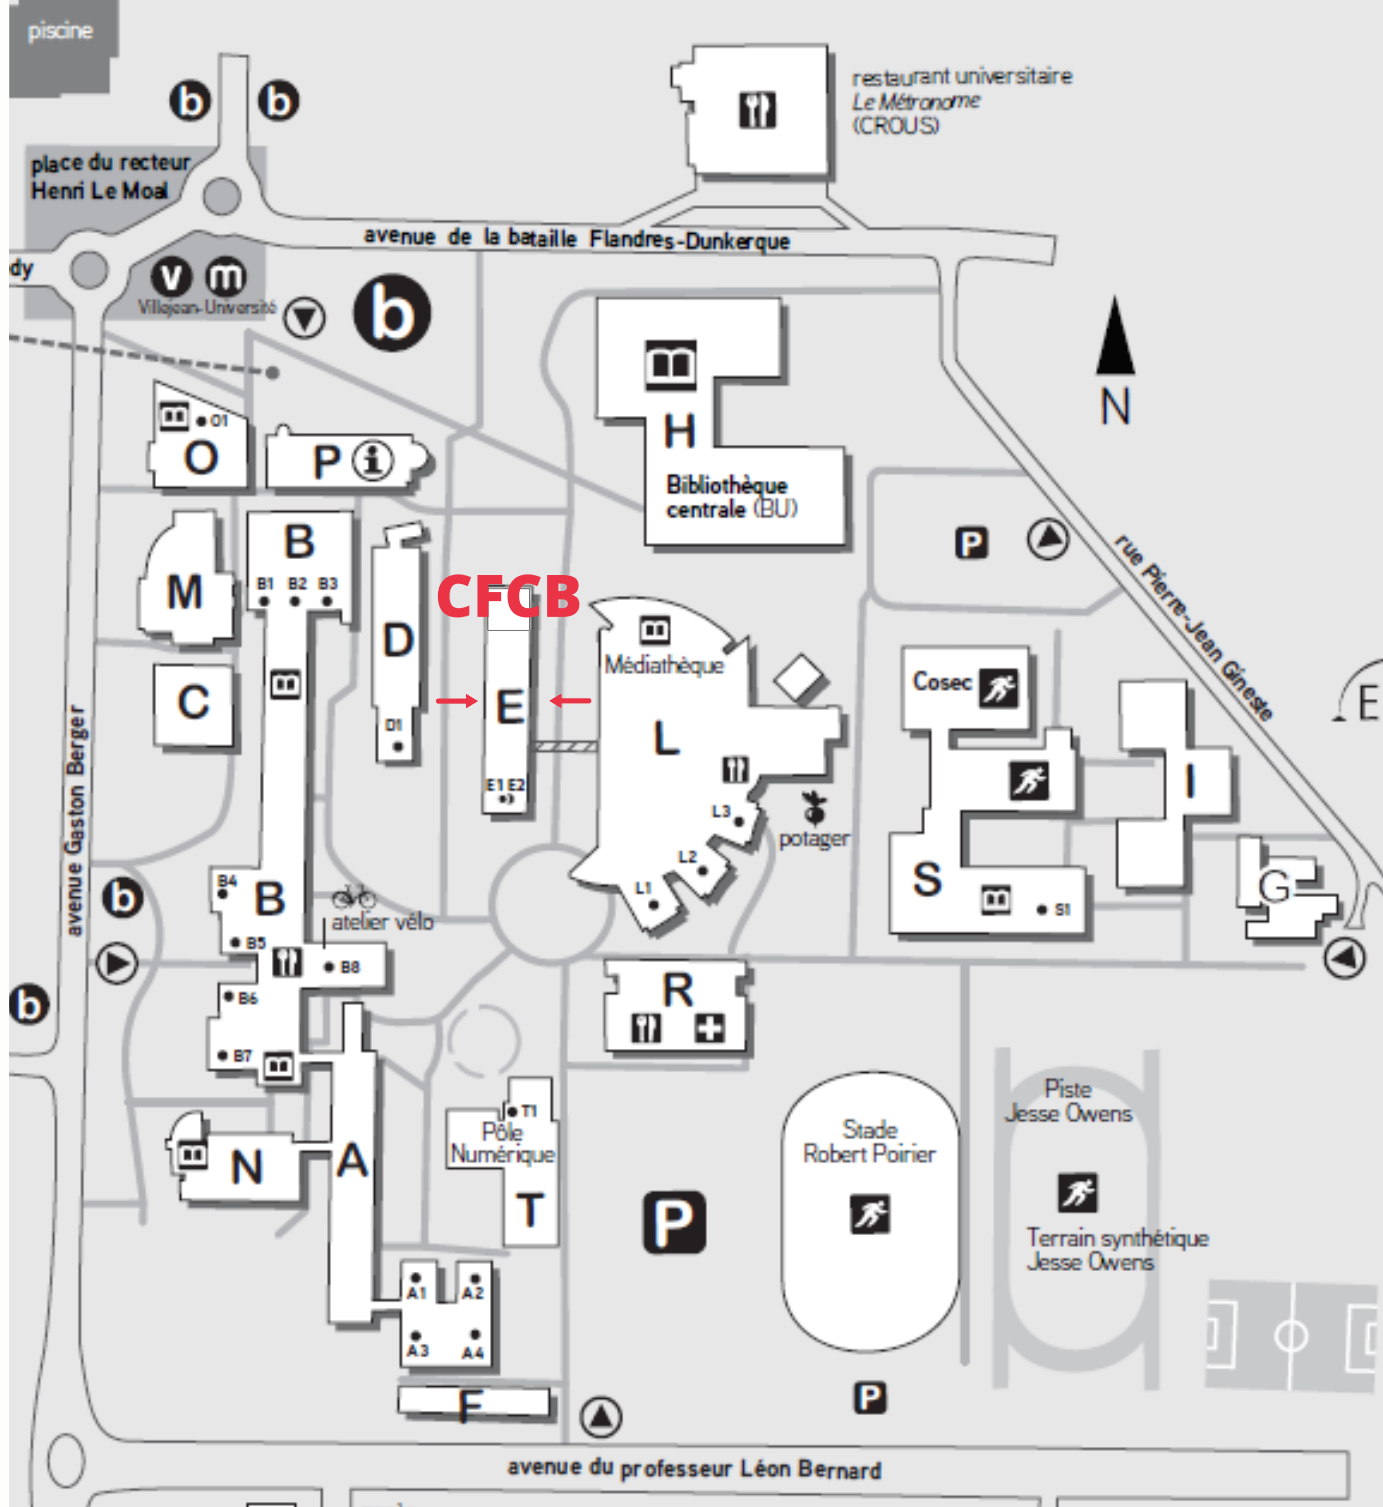 piscine
b
b
restaurant universitaire
Le Métronome
(CROUS)
place du recteur
Henri Le Moal
avenue de la bataille Flandres-Dunkerque
dy
v
m
Villejean-Université
b
N
O1
O
P
i
H
Bibliothèque
centrale (BU)
P
rue Pierre-Jean Gineste
B
B1
B2
B3
M
D
CFCB
Médiathèque
Cosec
C
E
E
L
D1
I
E1 E2
L3
potager
avenue Gaston Berger
B4
B
L2
L1
S
S1
G
b
atelier vélo
B5
B8
b
B6
R
B7
T1
Pôle
Numérique
T
N
A
Piste
Jesse Owens
Stade
Robert Poirier
P
Terrain synthétique
Jesse Owens
A1
A2
A3
A4
F
P
avenue du professeur Léon Bernard